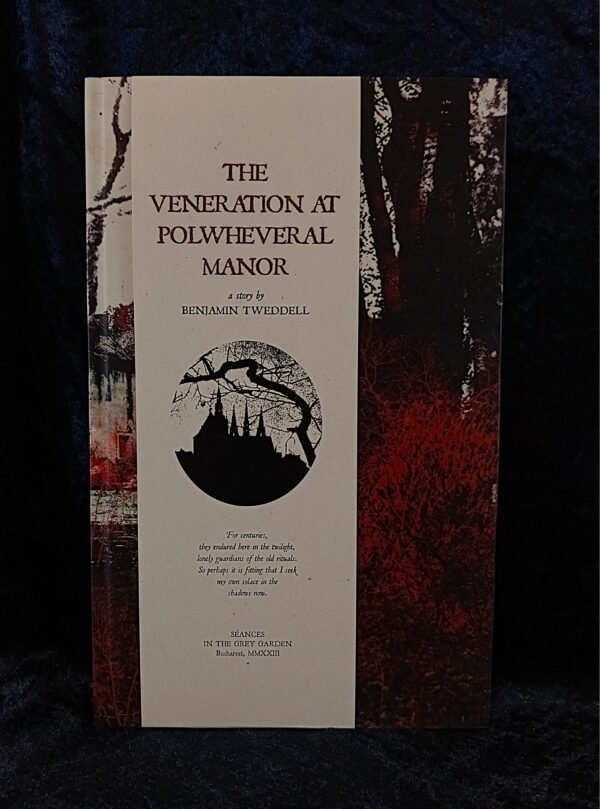 THE
VENERATION AT
POLWHEVERAL
MANOR
a story by
BENJAMIN TWEDDELL
For centuries,
they endured here in the twilight,
lonely guardians of the old rituals.
So perhaps it is fitting that I seek
my own solace in the
shadows now.
SÉANCES
IN THE GREY GARDEN
Bucharest, MMXXIII